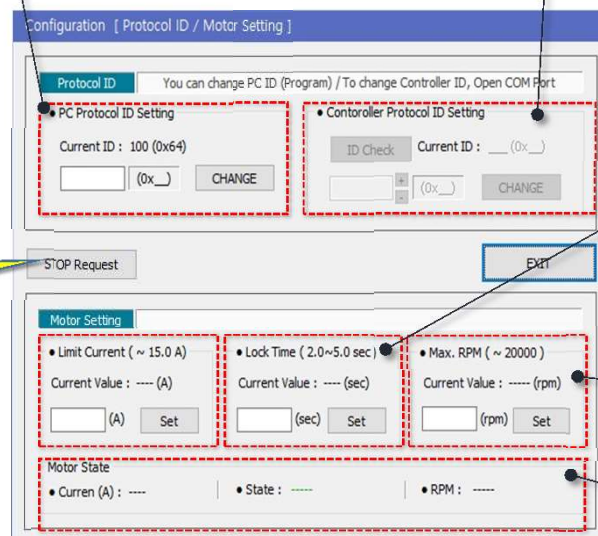 Configuration [ Protocol ID / Motor Setting ]
Protocol ID You can change PC ID (Program) / To change Controller ID, Open COM Port
• PC Protocol ID Setting
Current ID : 100 (0x64)
(0x__) CHANGE
• Contoroller Protocol ID Setting
ID Check Current ID : ___ (0x__)
+
-
(0x__) CHANGE
STOP Request EXIT
Motor Setting
• Limit Current ( ~ 15.0 A)
Current Value : ---- (A)
(A) Set
• Lock Time ( 2.0~5.0 sec )
Current Value : ---- (sec)
(sec) Set
• Max. RPM ( ~ 20000 )
Current Value : ----- (rpm)
(rpm) Set
Motor State
• Curren (A) : ---- • State : ----- • RPM : -----